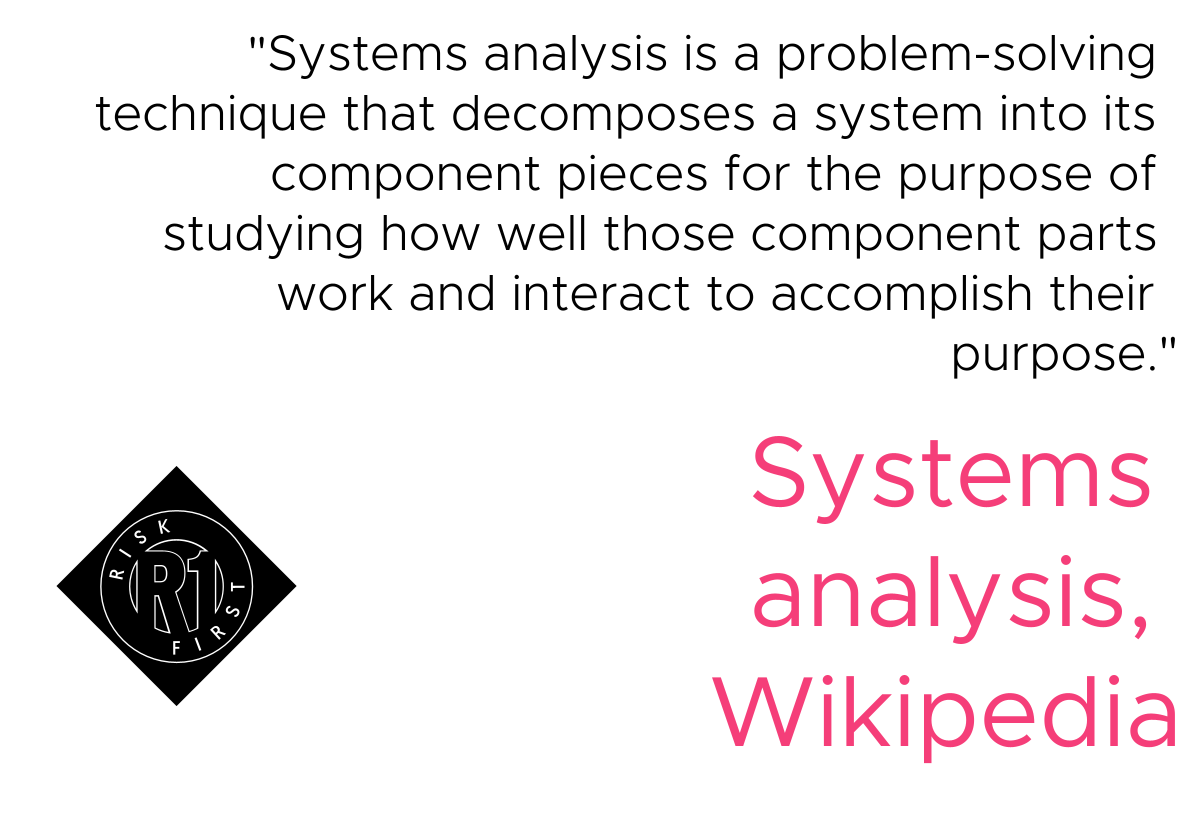 "Systems analysis is a problem-solving
technique that decomposes a system into its
component pieces for the purpose of
studying how well those component parts
work and interact to accomplish their
purpose."
Systems
analysis,
Wikipedia
RISK
R1
FIRST